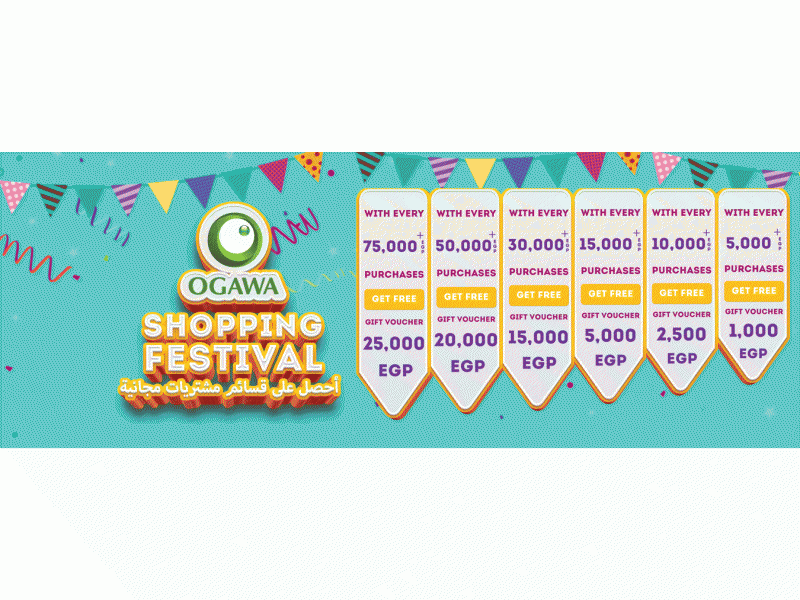 OGAWA
SHOPPING
FESTIVAL
أحصل على قسائم مشتريات مجانية
WITH EVERY
75,000+ EGP
PURCHASES
GET FREE
GIFT VOUCHER
25,000
EGP
WITH EVERY
50,000+ EGP
PURCHASES
GET FREE
GIFT VOUCHER
20,000
EGP
WITH EVERY
30,000+ EGP
PURCHASES
GET FREE
GIFT VOUCHER
15,000
EGP
WITH EVERY
15,000+ EGP
PURCHASES
GET FREE
GIFT VOUCHER
5,000
EGP
WITH EVERY
10,000+ EGP
PURCHASES
GET FREE
GIFT VOUCHER
2,500
EGP
WITH EVERY
5,000+ EGP
PURCHASES
GET FREE
GIFT VOUCHER
1,000
EGP